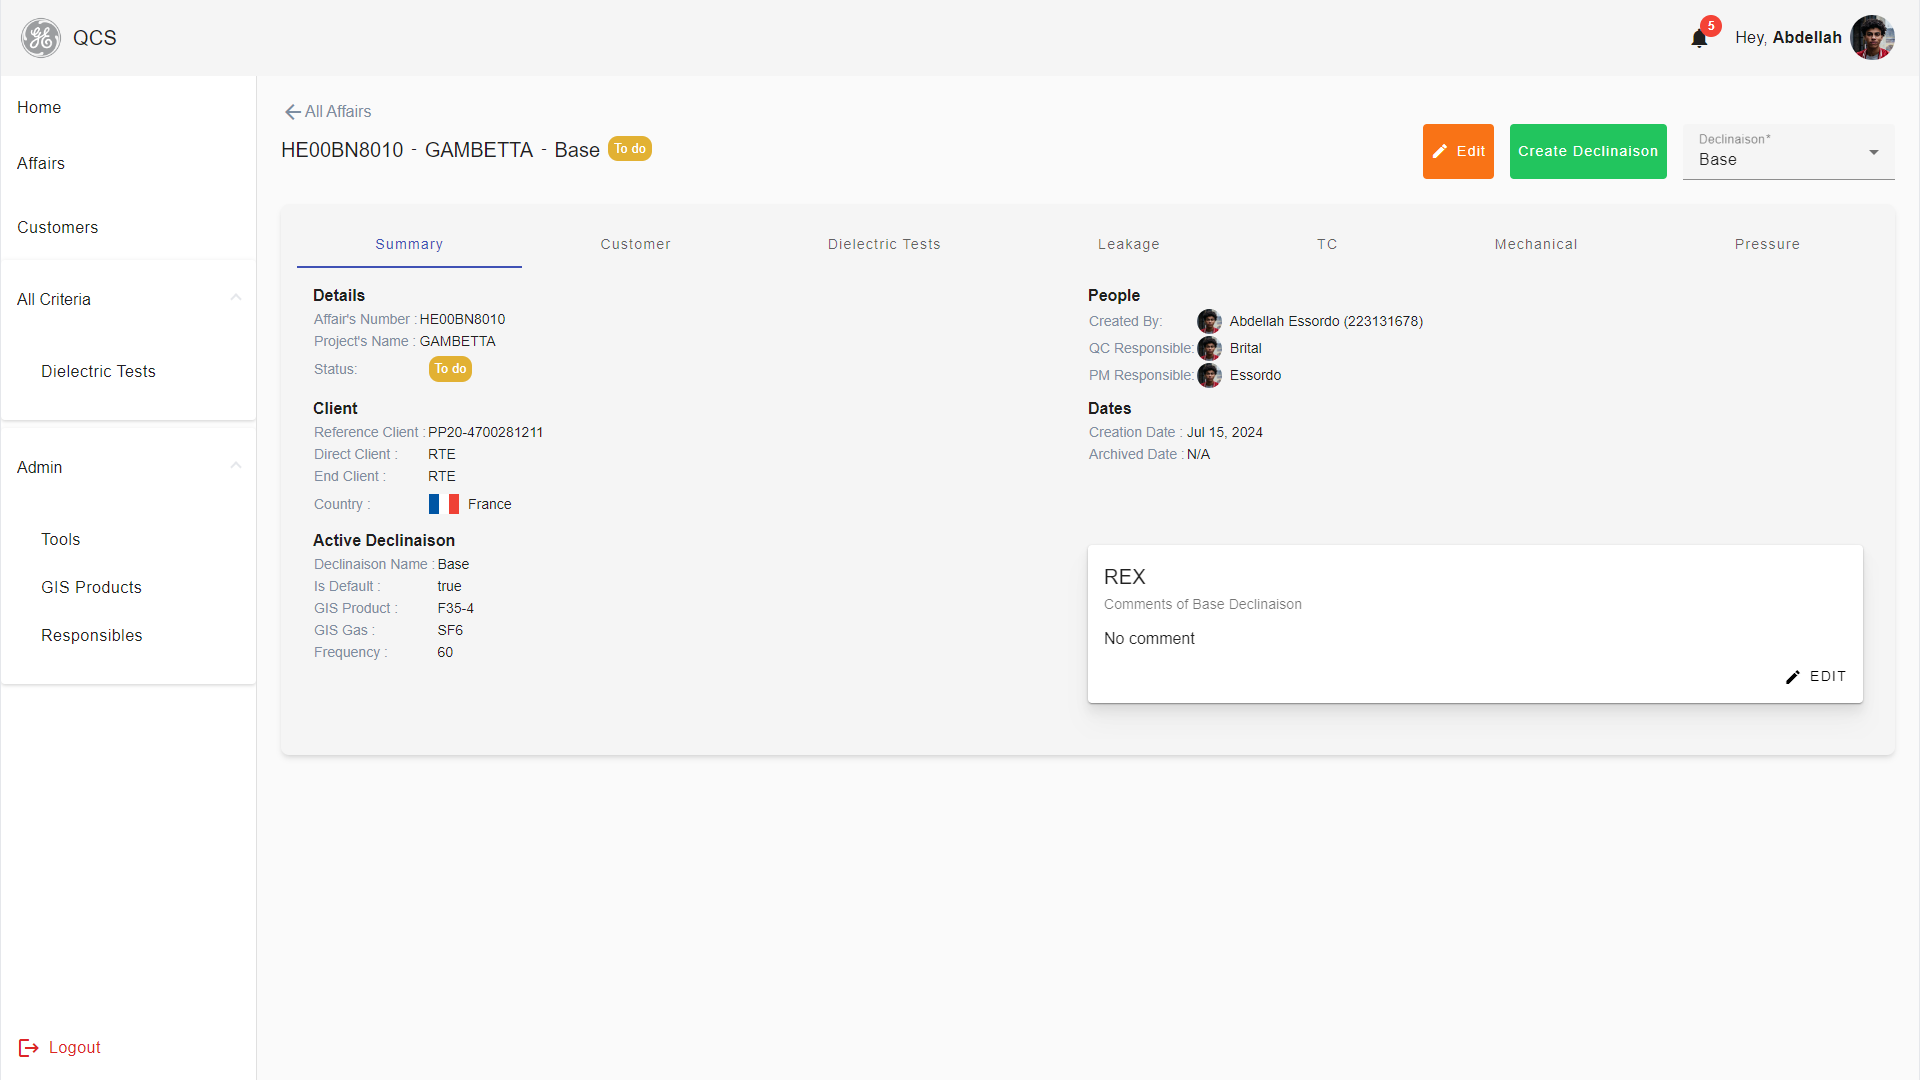 QCS
5
Hey, Abdellah
Home
Affairs
Customers
All Criteria
Dielectric Tests
Admin
Tools
GIS Products
Responsibles
Logout
All Affairs
HE00BN8010 - GAMBETTA - Base To do
Edit
Create Declinaison
Declinaison*
Base
Summary Customer Dielectric Tests Leakage TC Mechanical Pressure
Details
Affair's Number : HE00BN8010
Project's Name : GAMBETTA
Status: To do
Client
Reference Client : PP20-4700281211
Direct Client : RTE
End Client : RTE
Country : France
Active Declinaison
Declinaison Name : Base
Is Default : true
GIS Product : F35-4
GIS Gas : SF6
Frequency : 60
People
Created By: Abdellah Essordo (223131678)
QC Responsible: Brital
PM Responsible: Essordo
Dates
Creation Date : Jul 15, 2024
Archived Date : N/A
REX
Comments of Base Declinaison
No comment
EDIT